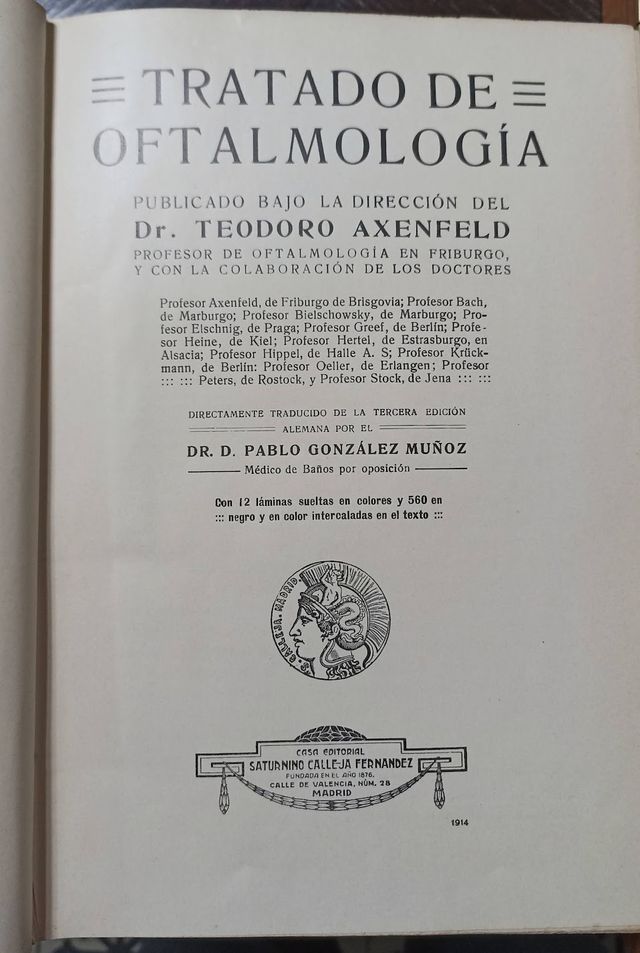 TRATADO DE
OFTALMOLOGÍA
PUBLICADO BAJO LA DIRECCIÓN DEL
Dr. TEODORO AXENFELD
PROFESOR DE OFTALMOLOGÍA EN FRIBURGO,
Y CON LA COLABORACIÓN DE LOS DOCTORES
Profesor Axenfeld, de Friburgo de Brisgovia; Profesor Bach,
de Marburgo; Profesor Bielschowsky, de Marburgo; Pro-
fesor Elschnig, de Praga; Profesor Greef, de Berlín; Profe-
sor Heine, de Kiel; Profesor Hertel, de Estrasburgo, en
Alsacia; Profesor Hippel, de Halle A. S; Profesor Krück-
mann, de Berlín: Profesor Oeller, de Erlangen; Profesor
::: ::: Peters, de Rostock, y Profesor Stock, de Jena ::: :::
DIRECTAMENTE TRADUCIDO DE LA TERCERA EDICIÓN
ALEMANA POR EL
DR. D. PABLO GONZÁLEZ MUÑOZ
Médico de Baños por oposición
Con 12 láminas sueltas en colores y 560 en
::: negro y en color intercaladas en el texto :::
S. CALLEJA. MADRID
CASA EDITORIAL
SATURNINO CALLEJA FERNANDEZ
FUNDADA EN EL AÑO 1876.
CALLE DE VALENCIA, NÚM. 28
MADRID
1914